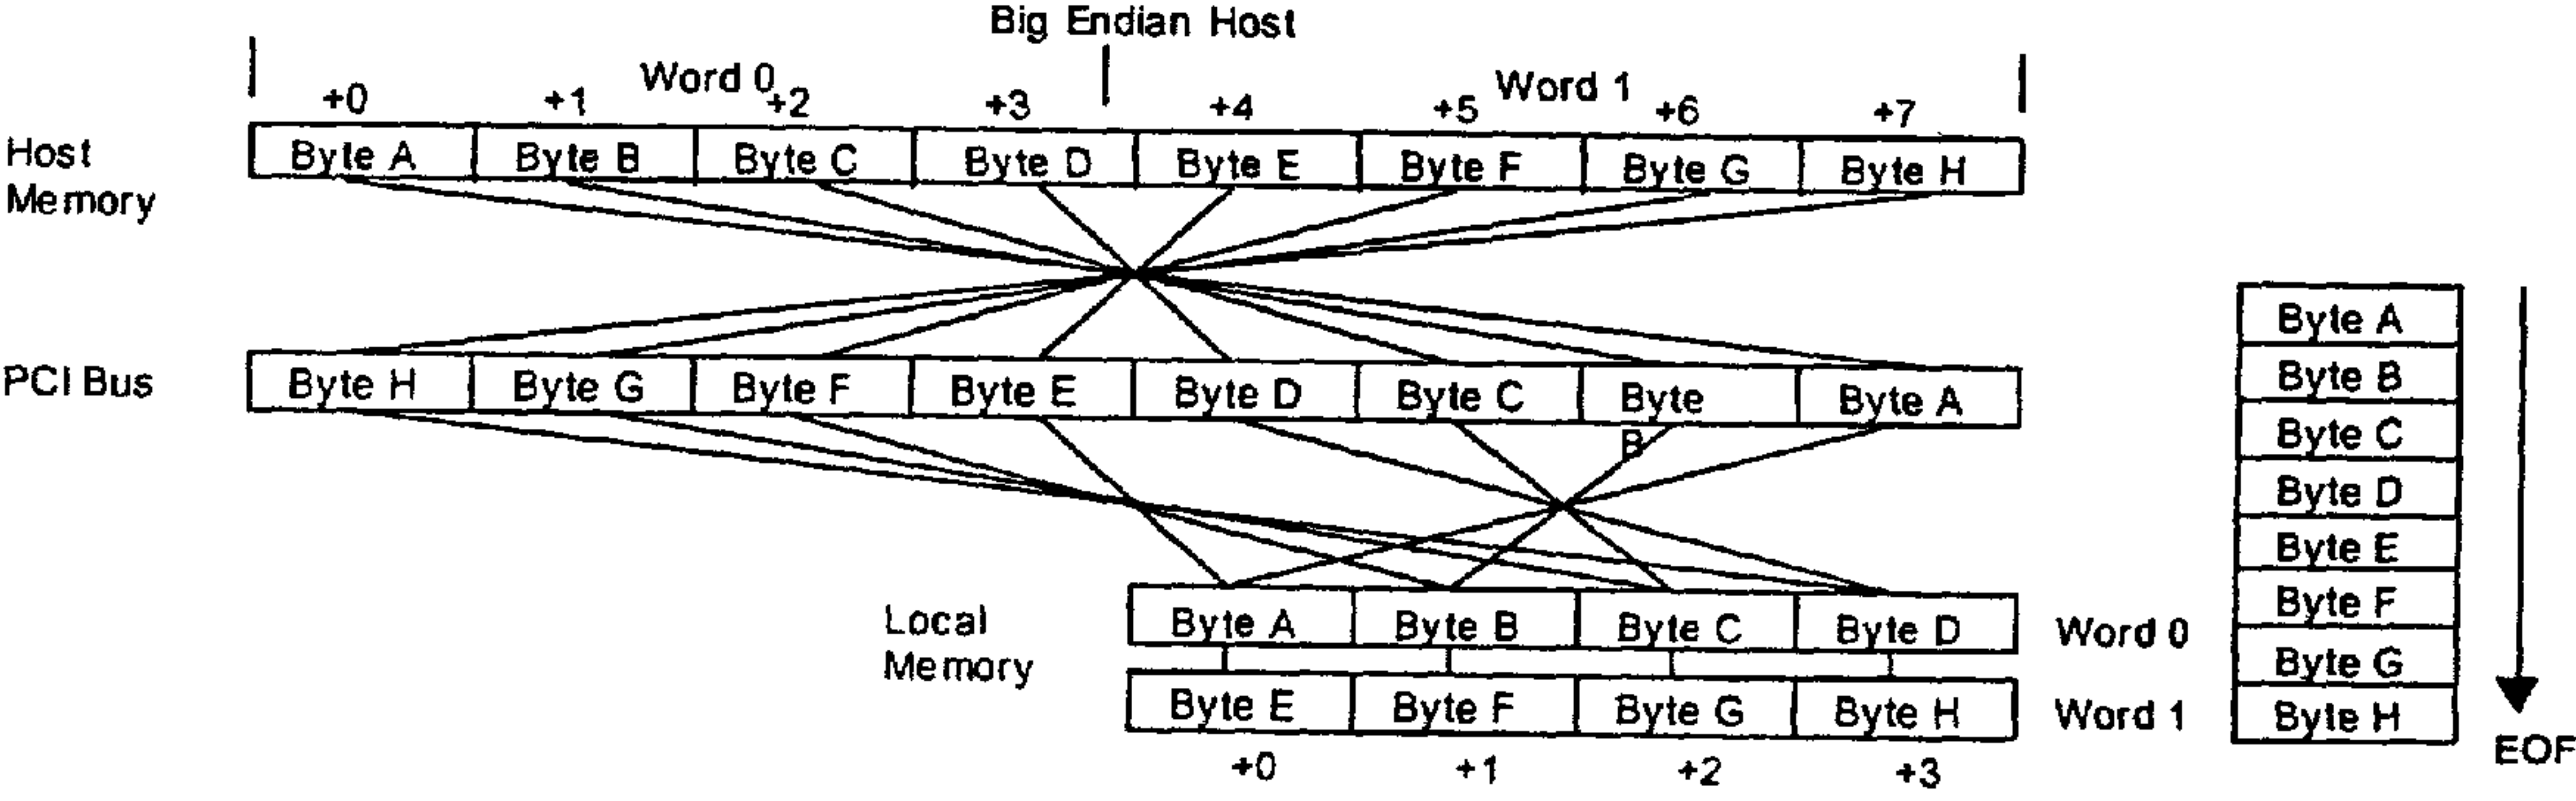 Big Endian Host
Word 0 Word 1
+0 +1 +2 +3 +4 +5 +6 +7
Host Memory
Byte A Byte B Byte C Byte D Byte E Byte F Byte G Byte H
PCI Bus
Byte H Byte G Byte F Byte E Byte D Byte C Byte B Byte A
Local Memory
Byte A Byte B Byte C Byte D Word 0
Byte E Byte F Byte G Byte H Word 1
+0 +1 +2 +3
Byte A
Byte B
Byte C
Byte D
Byte E
Byte F
Byte G
Byte H
EOF